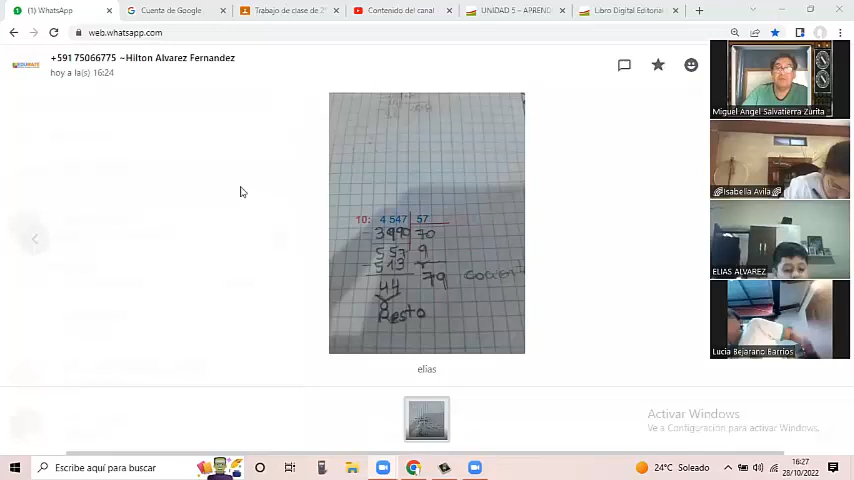 (1) WhatsApp
Cuenta de Google
Trabajo de clase de 2°
Contenido del canal
UNIDAD 5 – APREN
Libro Digital Editorial
web.whatsapp.com
+591 75066775 ~Hilton Alvarez Fernandez
hoy a la(s) 16:24
Miguel Angel Salvatierra Zurita
Isabella Avila
ELIAS ALVAREZ
Lucia Bejarano Barrios
10: 4 547 57
3990 70
557 9
513
79
44
Resto
elias
Activar Windows
Ve a Configuración para activar Windows.
Escribe aquí para buscar
24°C Soleado
16:27
28/10/2022